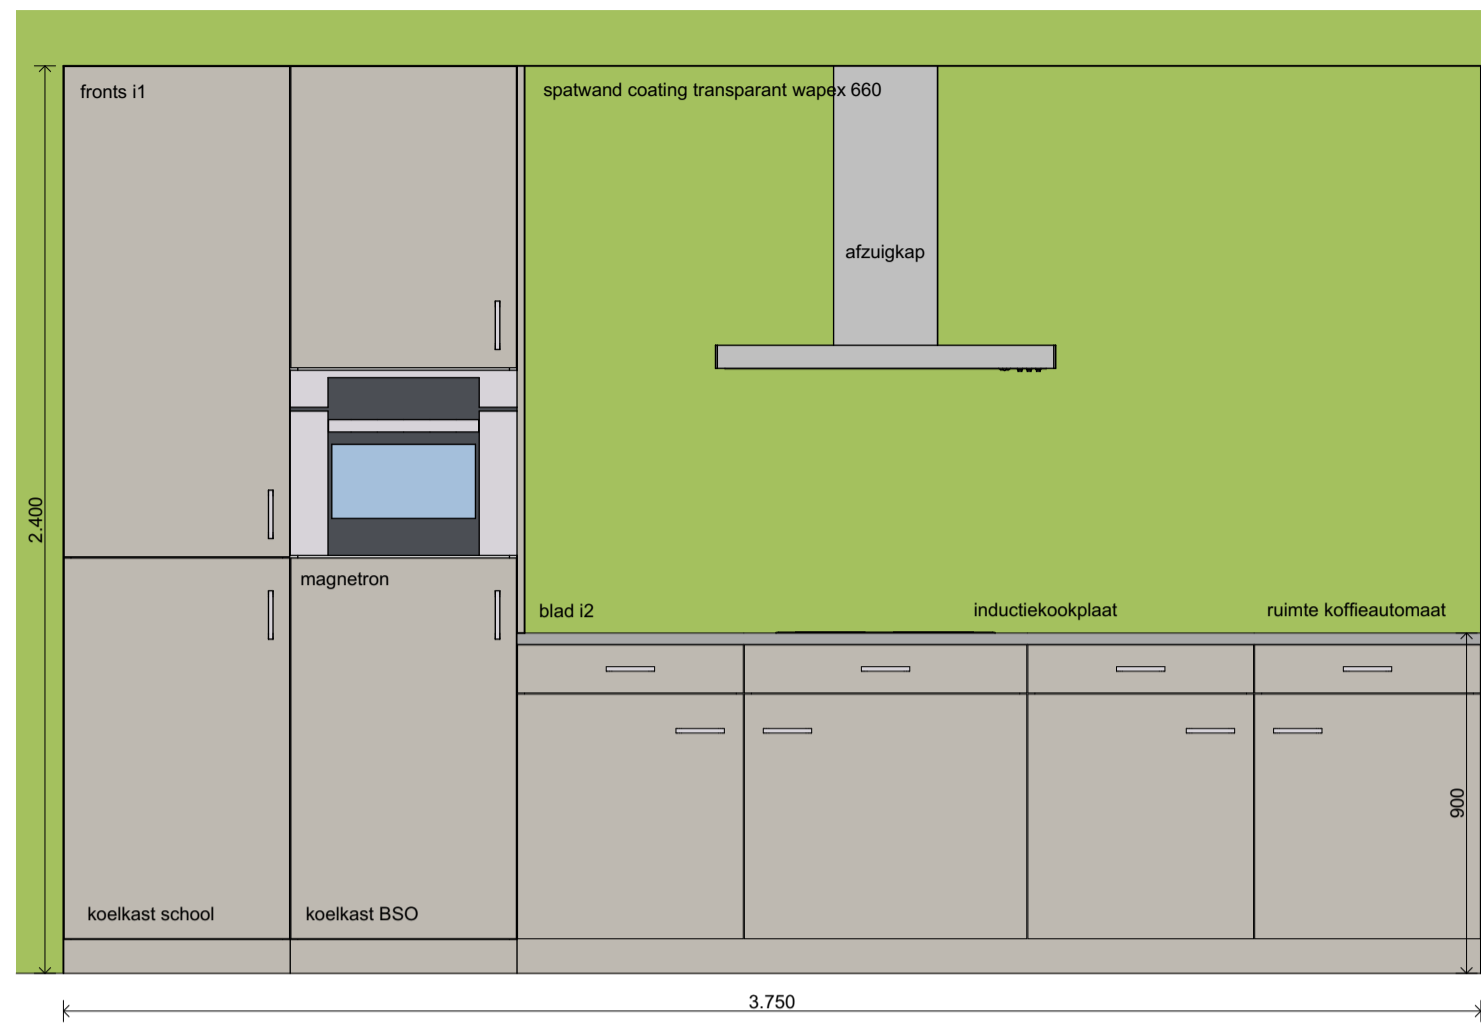 fronts i1
spatwand coating transparant wapex 660
afzuigkap
2.400
magnetron
blad i2
inductiekookplaat
ruimte koffieautomaat
900
koelkast school
koelkast BSO
3.750